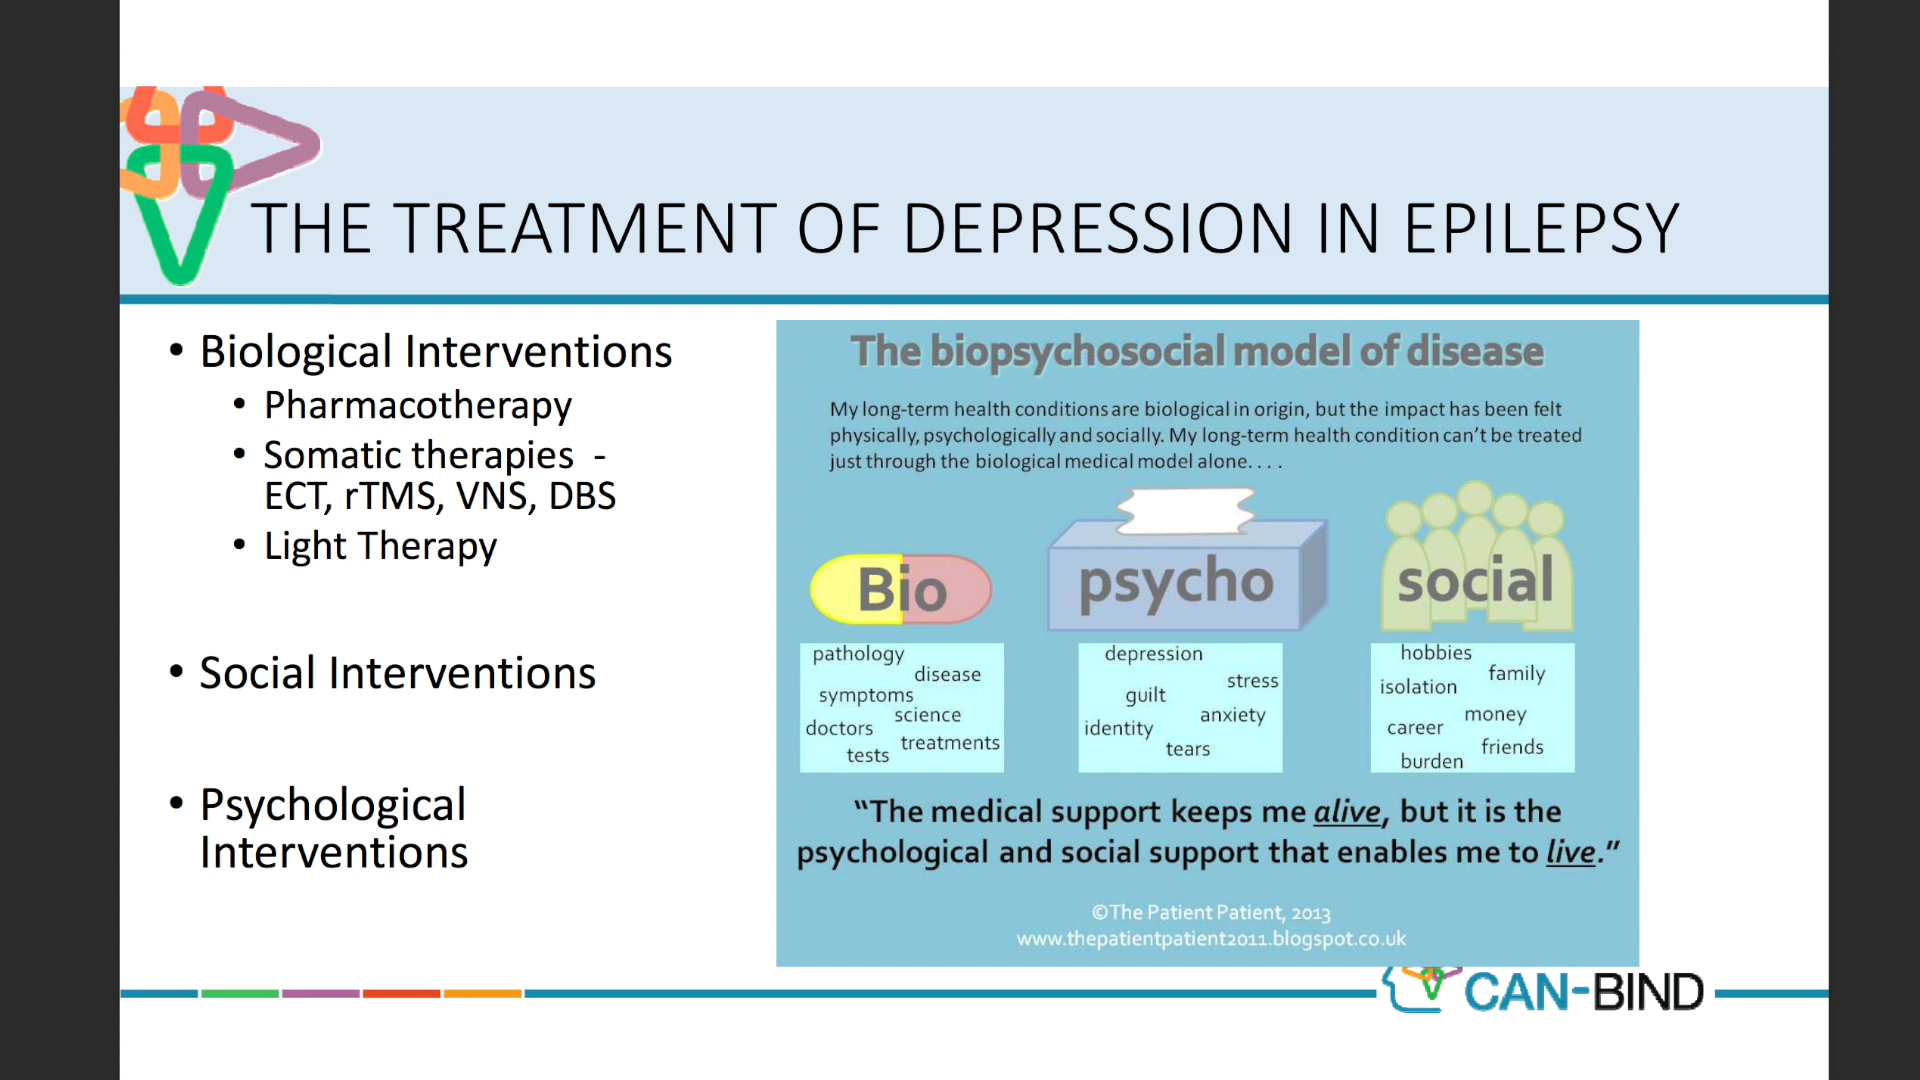 THE TREATMENT OF DEPRESSION IN EPILEPSY
• Biological Interventions
• Pharmacotherapy
• Somatic therapies -
ECT, rTMS, VNS, DBS
• Light Therapy
• Social Interventions
• Psychological
Interventions
The biopsychosocial model of disease
My long-term health conditions are biological in origin, but the impact has been felt
physically, psychologically and socially. My long-term health condition can't be treated
just through the biological medical model alone. . . .
Bio
pathology
disease
symptoms
science
doctors
treatments
tests
psycho
depression
stress
guilt
anxiety
identity
tears
social
hobbies
family
isolation
money
career
friends
burden
“The medical support keeps me alive, but it is the
psychological and social support that enables me to live.”
©The Patient Patient, 2013
www.thepatientpatient2011.blogspot.co.uk
CAN-BIND